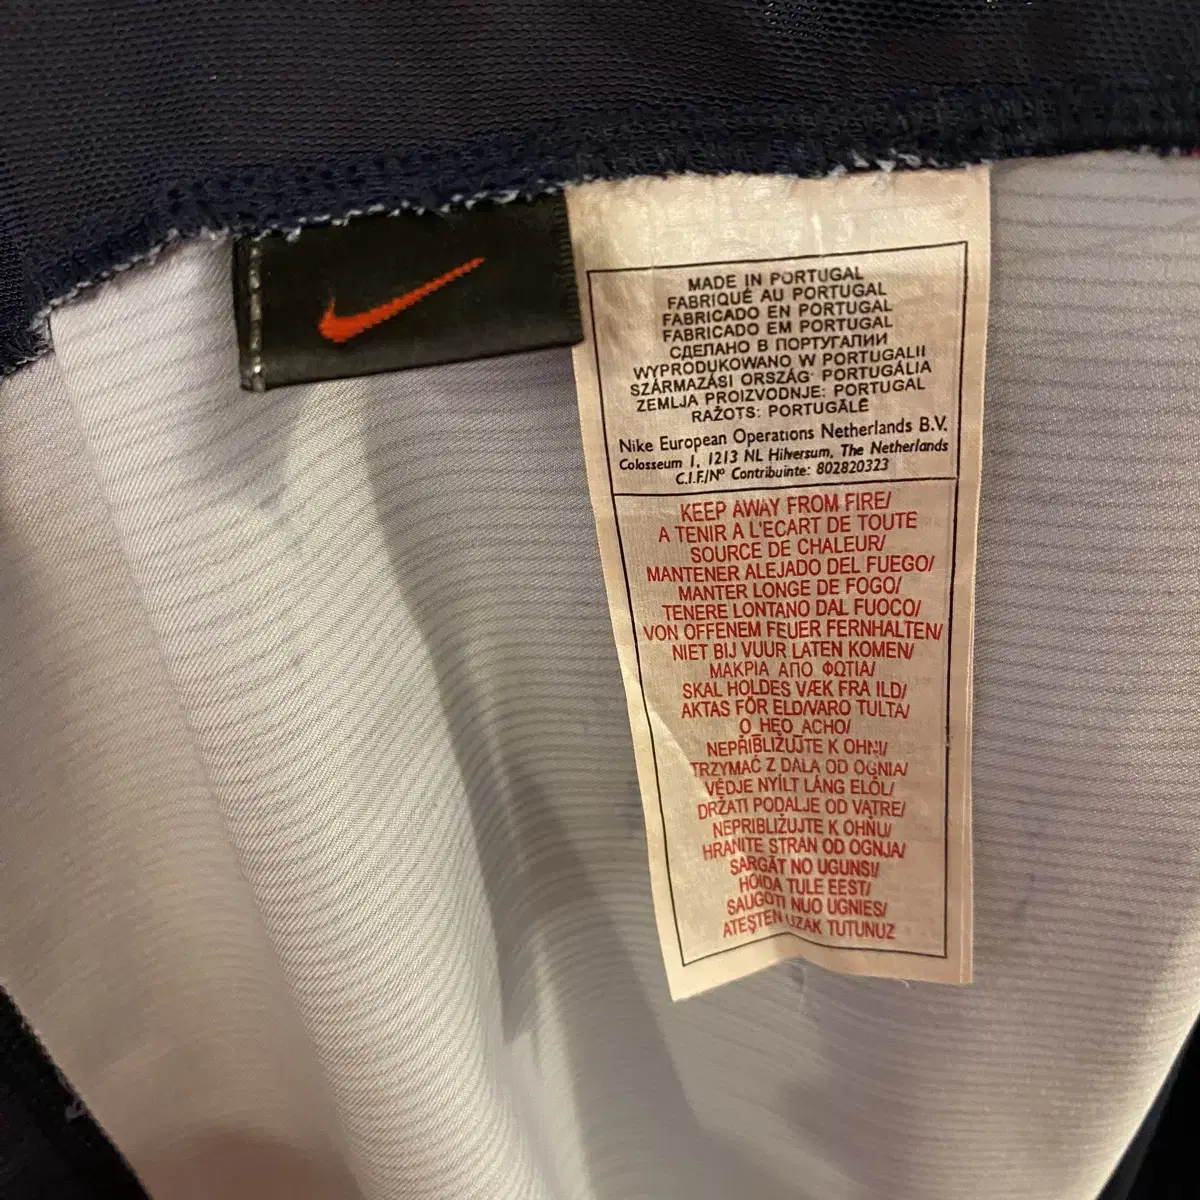 MADE IN PORTUGAL
FABRIQUÉ AU PORTUGAL
FABRICADO EN PORTUGAL
FABRICADO EM PORTUGAL
СДЕЛАНО В ПОРТУГАЛИИ
WYPRODUKOWANO W PORTUGALII
SZÁRMAZÁSI ORSZÁG: PORTUGÁLIA
ZEMLJA PROIZVODNJE: PORTUGAL
RAŽOTS: PORTUGĀLĒ
Nike European Operations Netherlands B.V.
Colosseum 1, 1213 NL Hilversum, The Netherlands
C.I.F./Nº Contribuinte: 802820323
KEEP AWAY FROM FIRE/
A TENIR A L'ECART DE TOUTE
SOURCE DE CHALEUR/
MANTENER ALEJADO DEL FUEGO/
MANTER LONGE DE FOGO/
TENERE LONTANO DAL FUOCO/
VON OFFENEM FEUER FERNHALTEN/
NIET BIJ VUUR LATEN KOMEN/
ΜΑΚΡΙΑ ΑΠΟ ΦΩΤΙΑ/
SKAL HOLDES VÆK FRA ILD/
AKTAS FÖR ELD/VARO TULTA/
O HEO ACHO/
NEPŘIBLIŽUJTE K OHNI/
TRZYMAĆ Z DALA OD OGNIA/
VÉDJE NYÍLT LÁNG ELÖL/
DRŽATI PODALJE OD VATRE/
NEPRIBLIŽUJTE K OHŇU/
HRANITE STRAN OD OGNJA/
SARGĀT NO UGUNS!/
HOIDA TULE EEST/
SAUGOTI NUO UGNIES/
ATEŞTEN UZAK TUTUNUZ